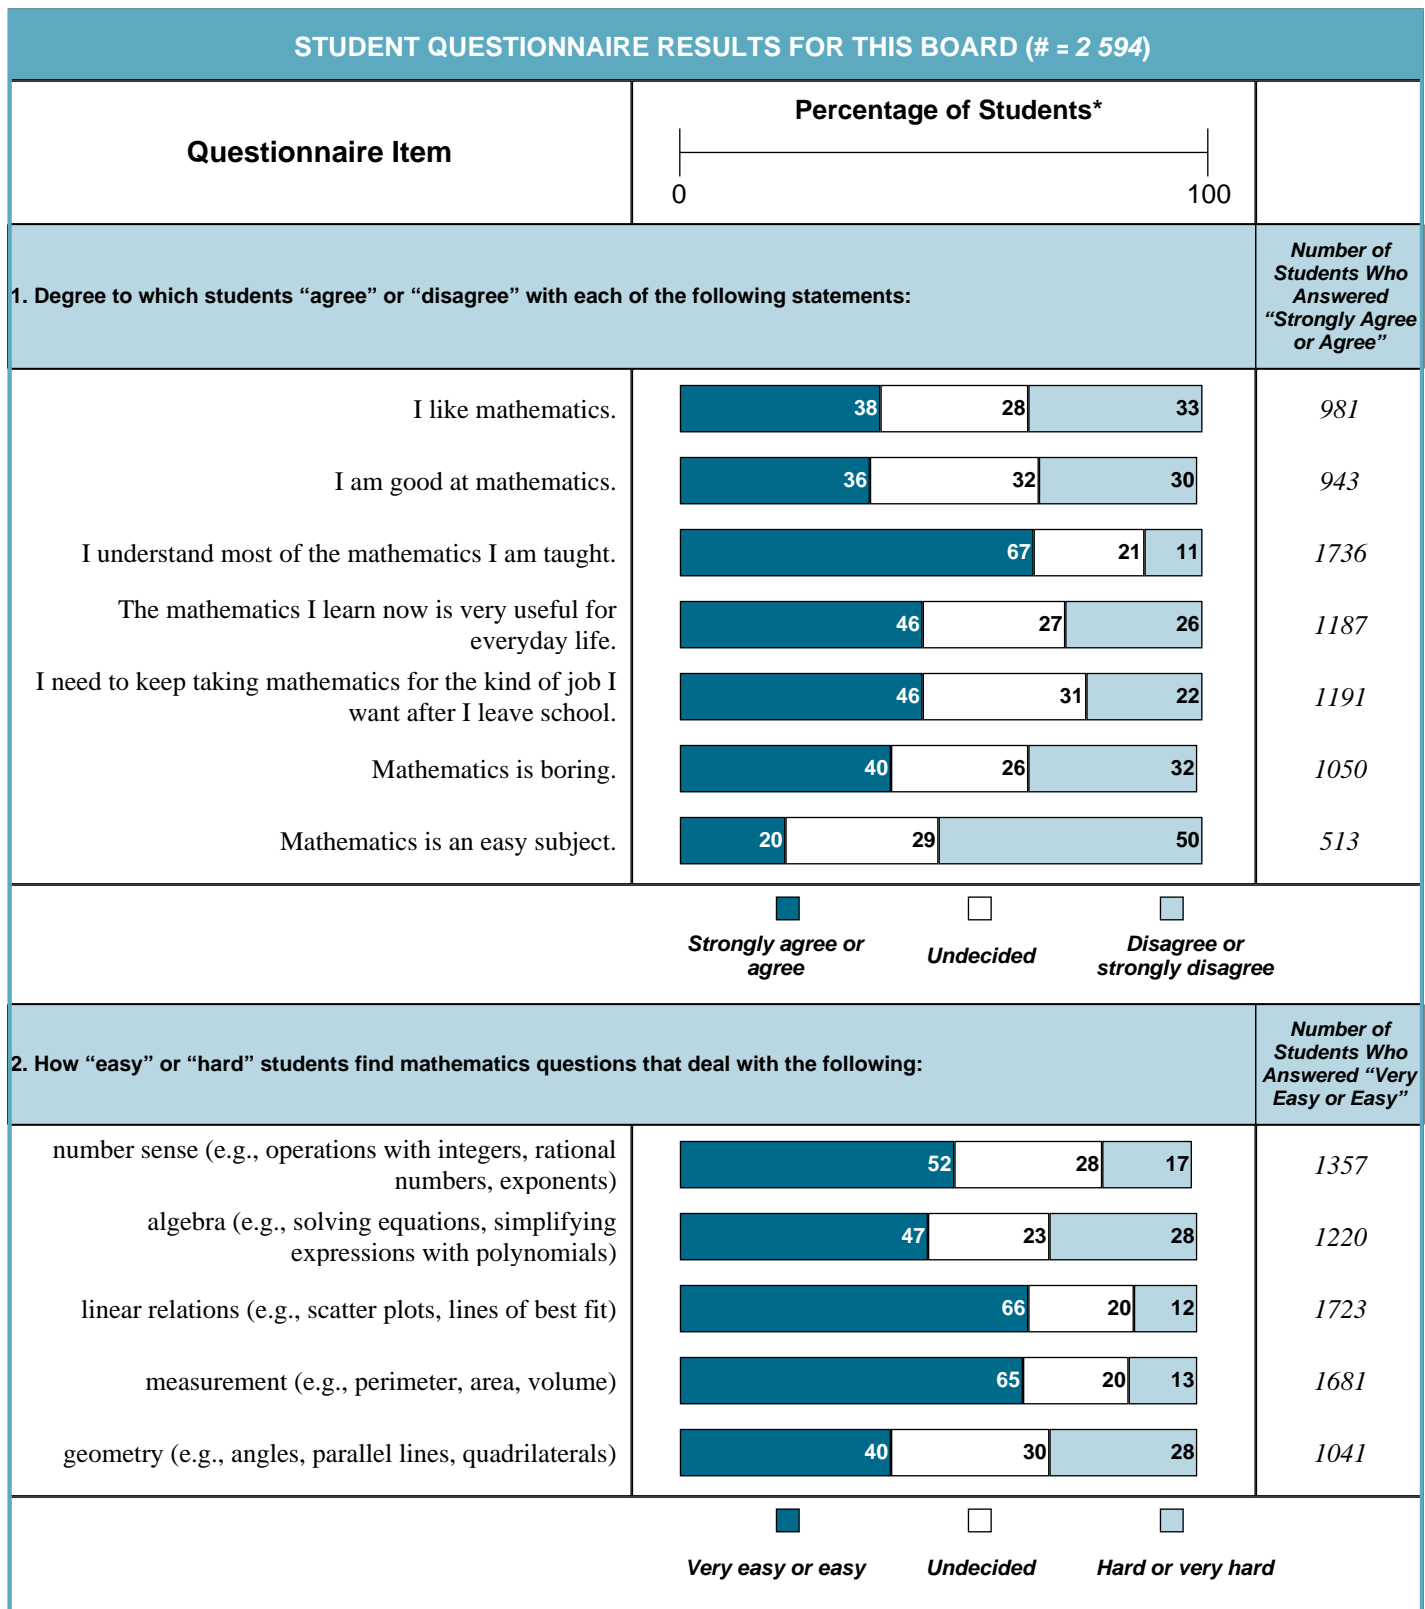 STUDENT QUESTIONNAIRE RESULTS FOR THIS BOARD (# = 2 594)
Questionnaire Item
Percentage of Students*
0 100
1. Degree to which students “agree” or “disagree” with each of the following statements:
Number of
Students Who
Answered
“Strongly Agree
or Agree”
I like mathematics.
38 28 33
981
I am good at mathematics.
36 32 30
943
I understand most of the mathematics I am taught.
67 21 11
1736
The mathematics I learn now is very useful for
everyday life.
46 27 26
1187
I need to keep taking mathematics for the kind of job I
want after I leave school.
46 31 22
1191
Mathematics is boring.
40 26 32
1050
Mathematics is an easy subject.
20 29 50
513
Strongly agree or
agree
Undecided
Disagree or
strongly disagree
2. How “easy” or “hard” students find mathematics questions that deal with the following:
Number of
Students Who
Answered “Very
Easy or Easy”
number sense (e.g., operations with integers, rational
numbers, exponents)
52 28 17
1357
algebra (e.g., solving equations, simplifying
expressions with polynomials)
47 23 28
1220
linear relations (e.g., scatter plots, lines of best fit)
66 20 12
1723
measurement (e.g., perimeter, area, volume)
65 20 13
1681
geometry (e.g., angles, parallel lines, quadrilaterals)
40 30 28
1041
Very easy or easy
Undecided
Hard or very hard